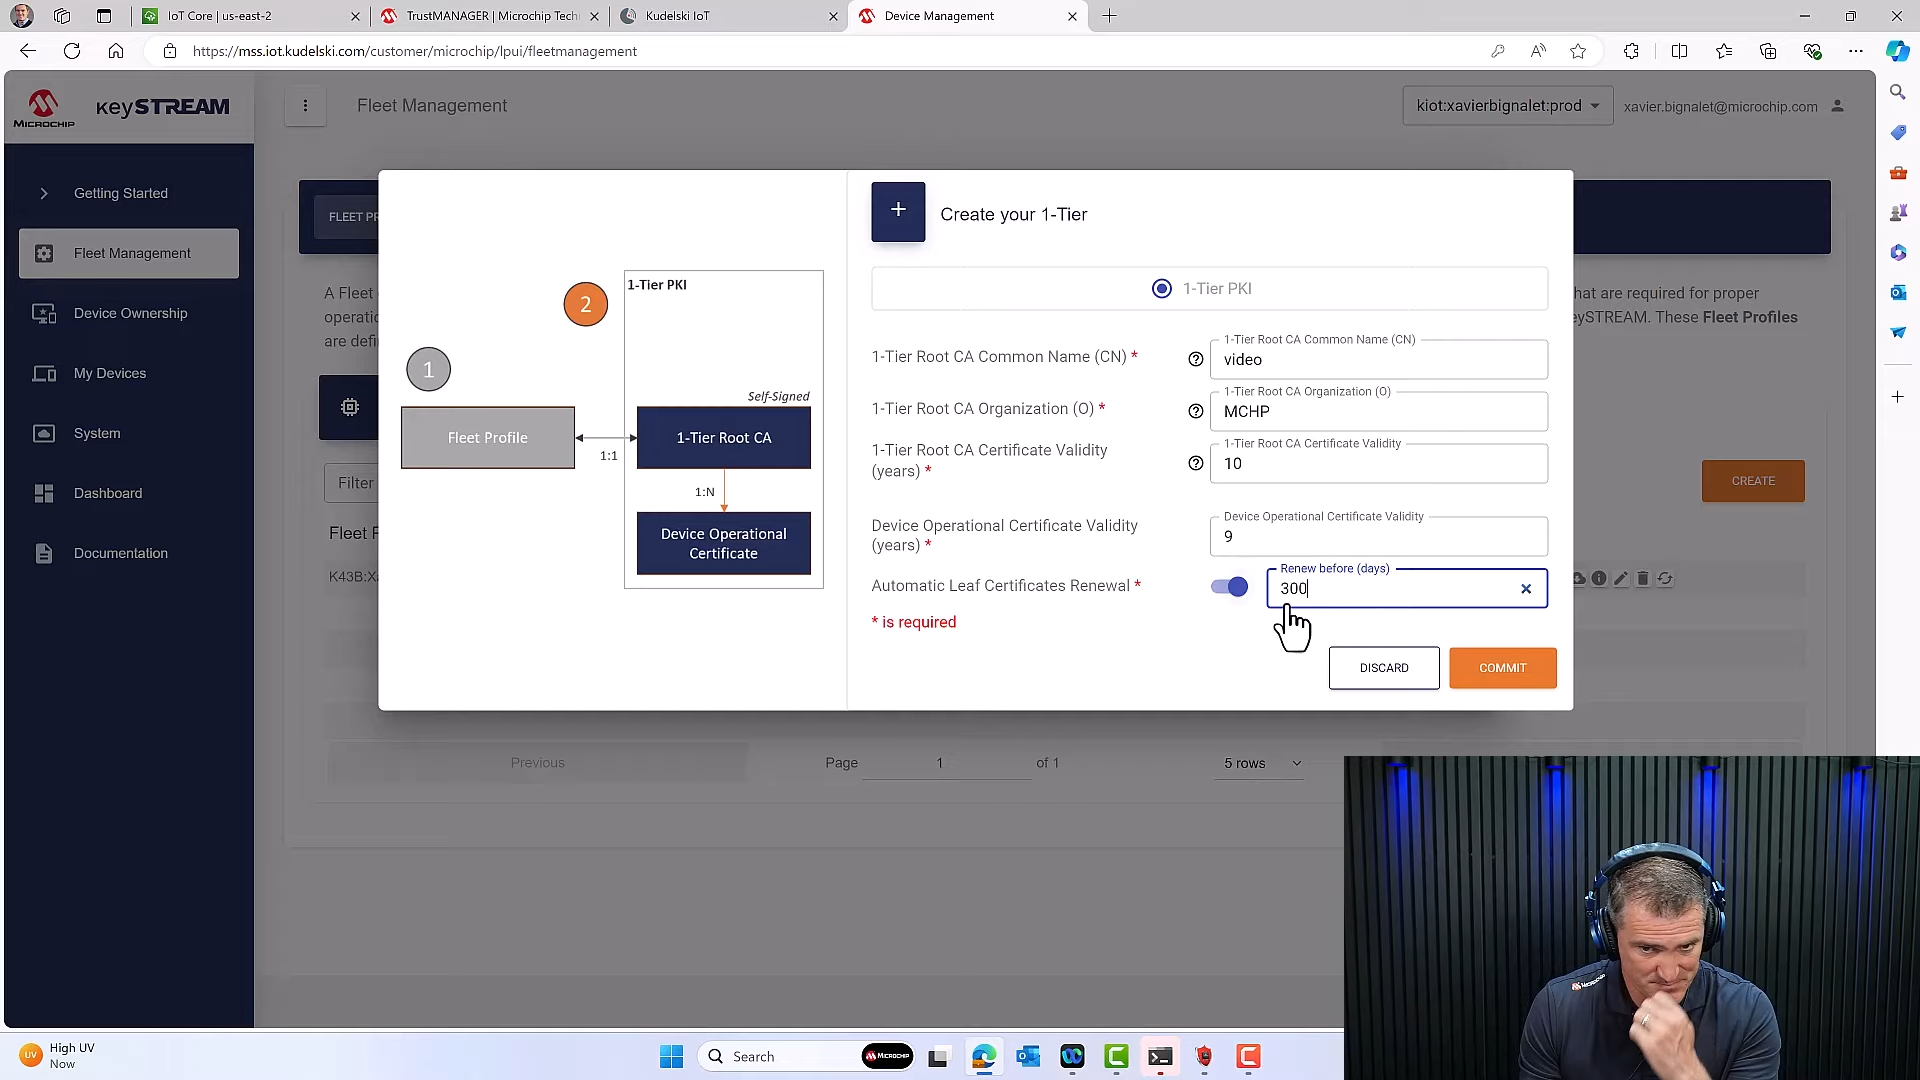 IoT Core | us-east-2
TrustMANAGER | Microchip Tech
Kudelski IoT
Device Management
https://mss.iot.kudelski.com/customer/microchip/lpui/fleetmanagement
MICROCHIP
keySTREAM
Fleet Management
kiot:xavierbignalet:prod
xavier.bignalet@microchip.com
Getting Started
Fleet Management
Device Ownership
My Devices
System
Dashboard
Documentation
FLEET PR
A Fleet
that are required for proper
operatio
eySTREAM. These Fleet Profiles
are defi
Filter
CREATE
Fleet P
K43B:X
Previous
Page
1
of 1
5 rows
1-Tier PKI
2
1
Self-Signed
Fleet Profile
1:1
1-Tier Root CA
1:N
Device Operational
Certificate
+
Create your 1-Tier
1-Tier PKI
1-Tier Root CA Common Name (CN) *
1-Tier Root CA Common Name (CN)
video
1-Tier Root CA Organization (O) *
1-Tier Root CA Organization (O)
MCHP
1-Tier Root CA Certificate Validity
(years) *
1-Tier Root CA Certificate Validity
10
Device Operational Certificate Validity
(years) *
Device Operational Certificate Validity
9
Automatic Leaf Certificates Renewal *
Renew before (days)
300
* is required
DISCARD
COMMIT
UV
High UV
Now
Search
MICROCHIP